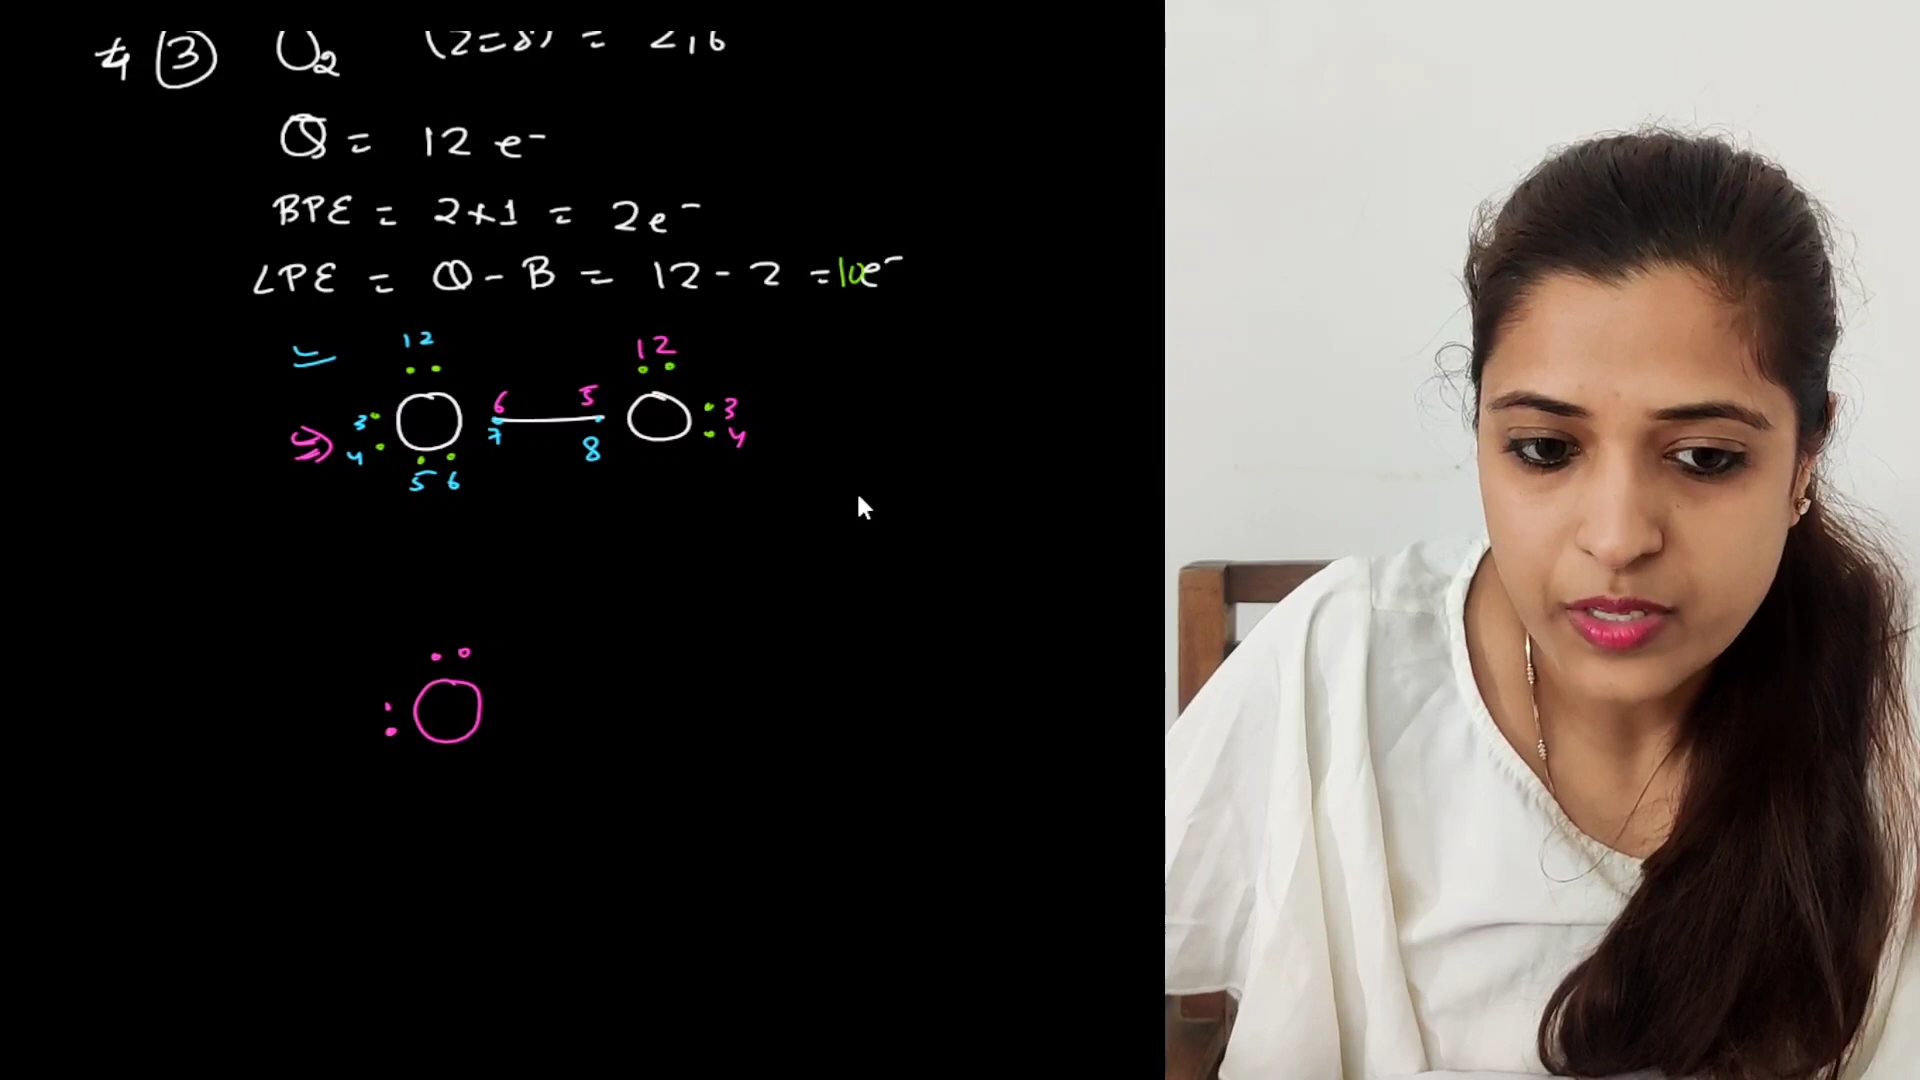 ③ O₂ (2=8) = 2,6
Q = 12 e⁻
BPE = 2×1 = 2e⁻
LPE = Q - B = 12 - 2 = 10e⁻
1 2 1 2
3 6 5 3
4 7 8 4
5 6